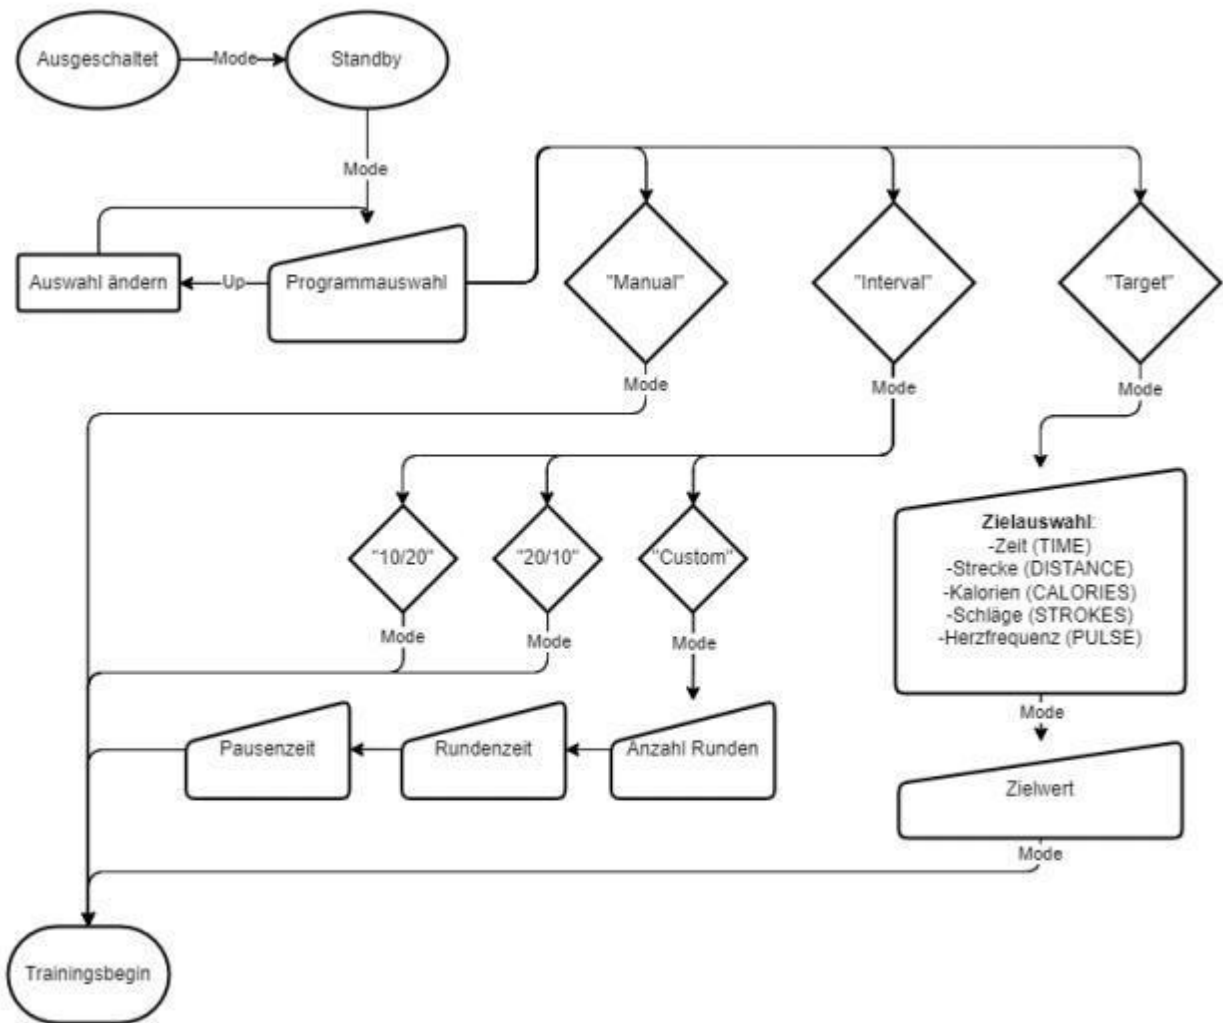 Ausgeschaltet
Mode
Standby
Mode
Auswahl ändern
Up
Programmauswahl
"Manual"
"Interval"
"Target"
Mode
Mode
Mode
"10/20"
"20/10"
"Custom"
Zielauswahl:
-Zeit (TIME)
-Strecke (DISTANCE)
-Kalorien (CALORIES)
-Schläge (STROKES)
-Herzfrequenz (PULSE)
Mode
Mode
Mode
Mode
Pausenzeit
Rundenzeit
Anzahl Runden
Zielwert
Mode
Trainingsbegin